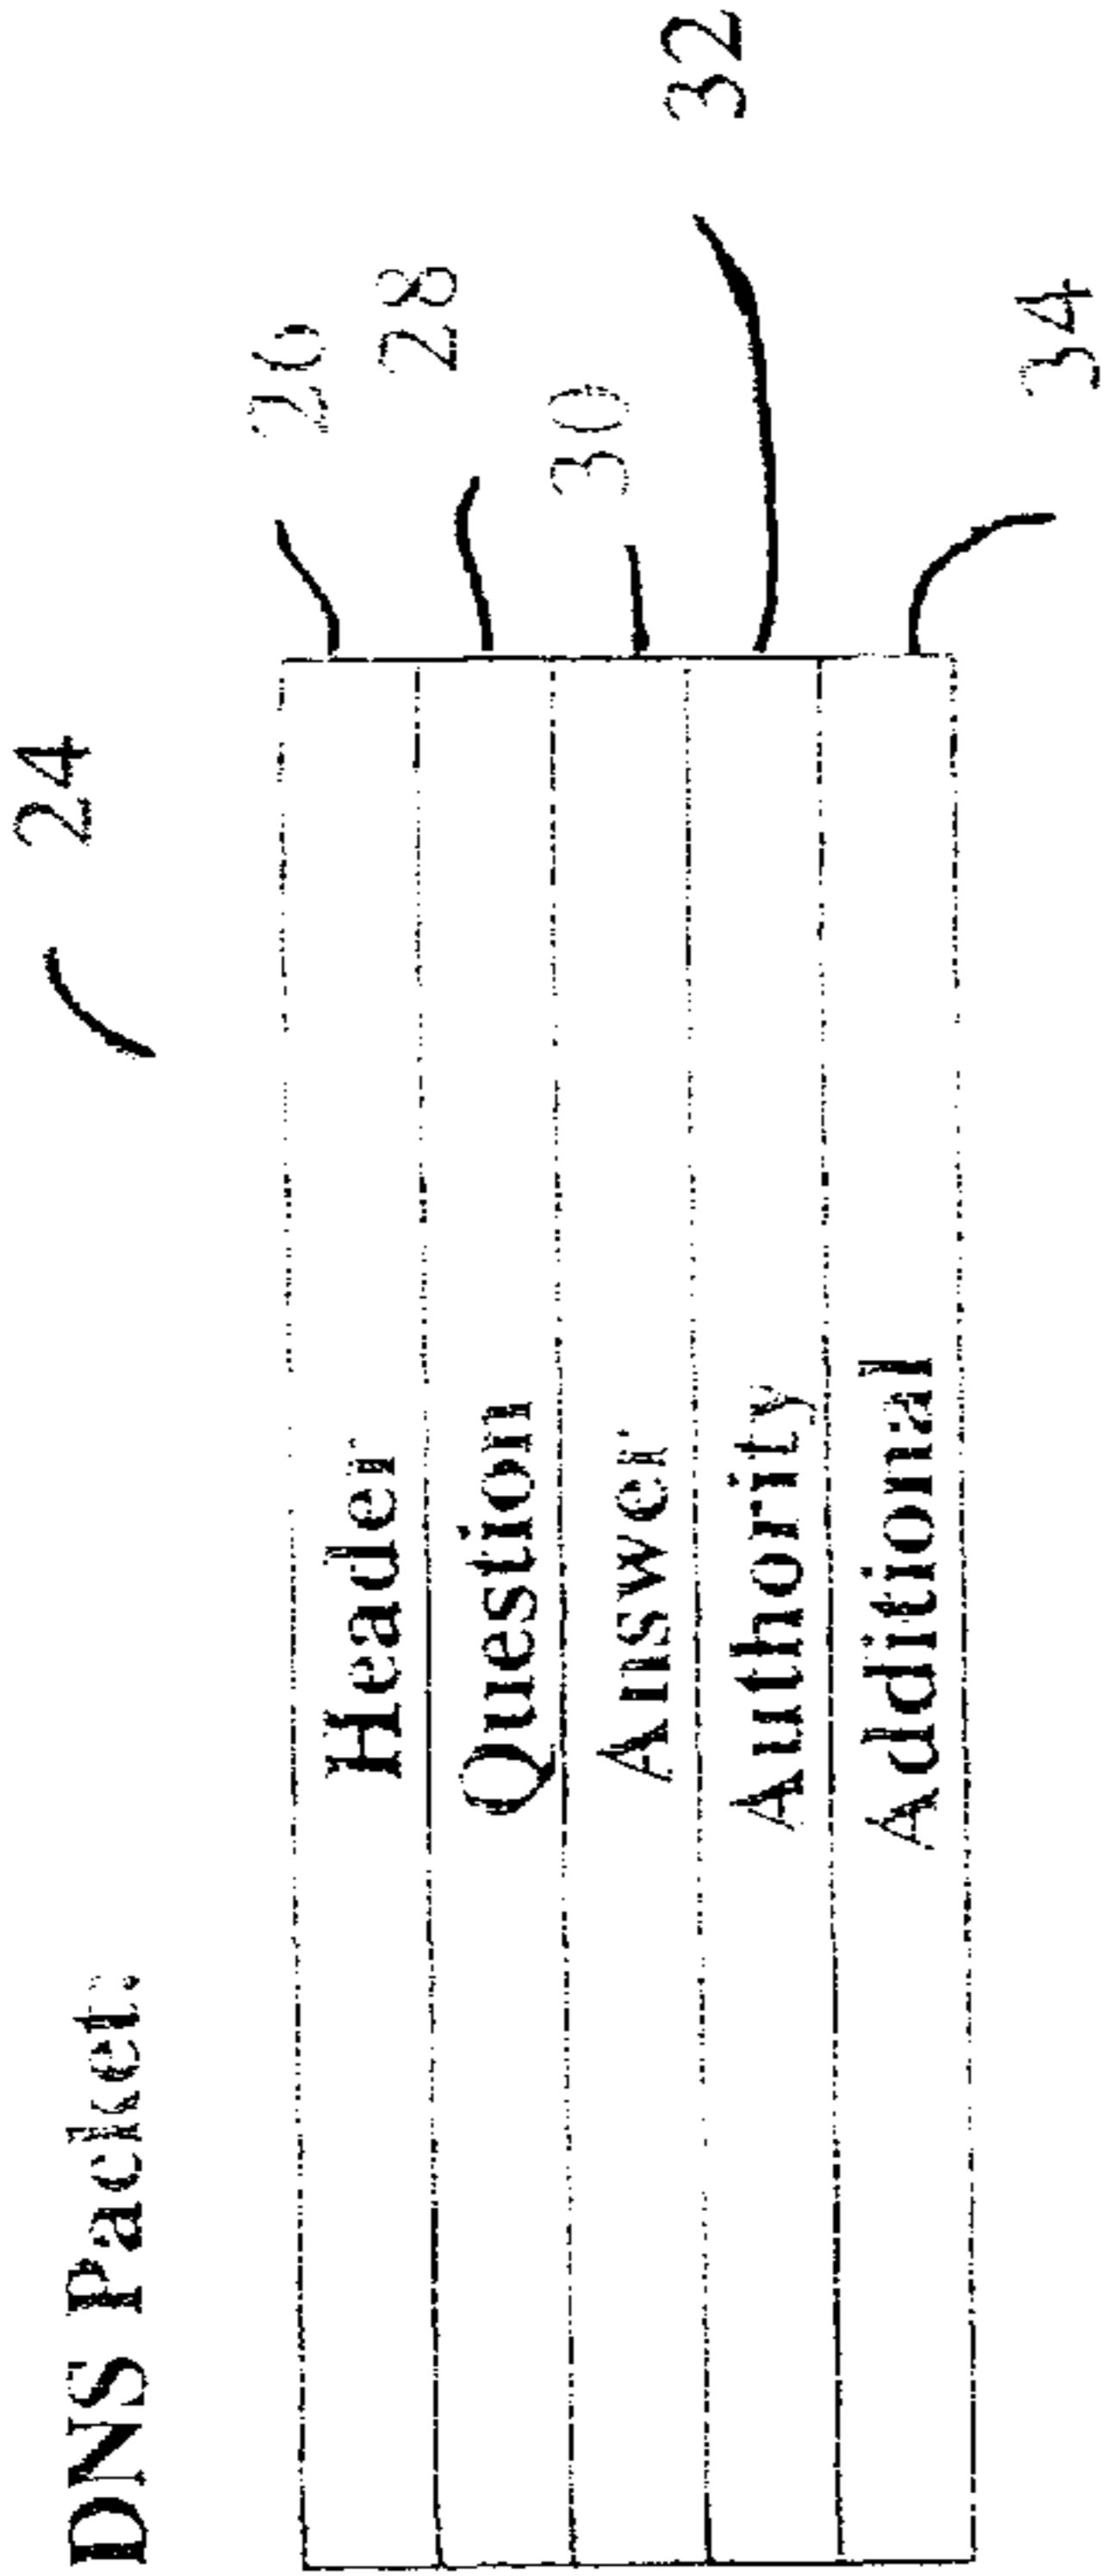 DNS Packet:
24
Header
26
Question
28
Answer
30
Authority
32
Additional
34